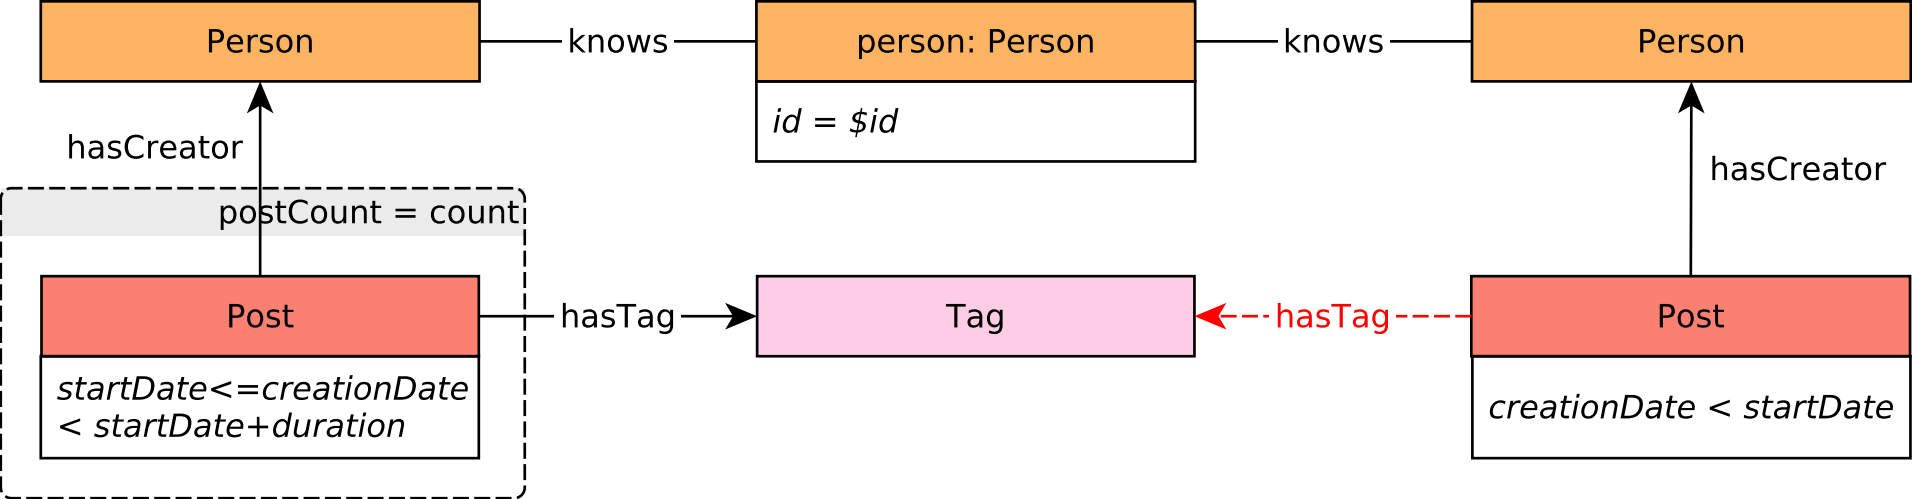 Person
knows
person: Person
knows
Person
id = $id
hasCreator
hasCreator
postCount = count
Post
hasTag
Tag
hasTag
Post
startDate<=creationDate
< startDate+duration
creationDate < startDate